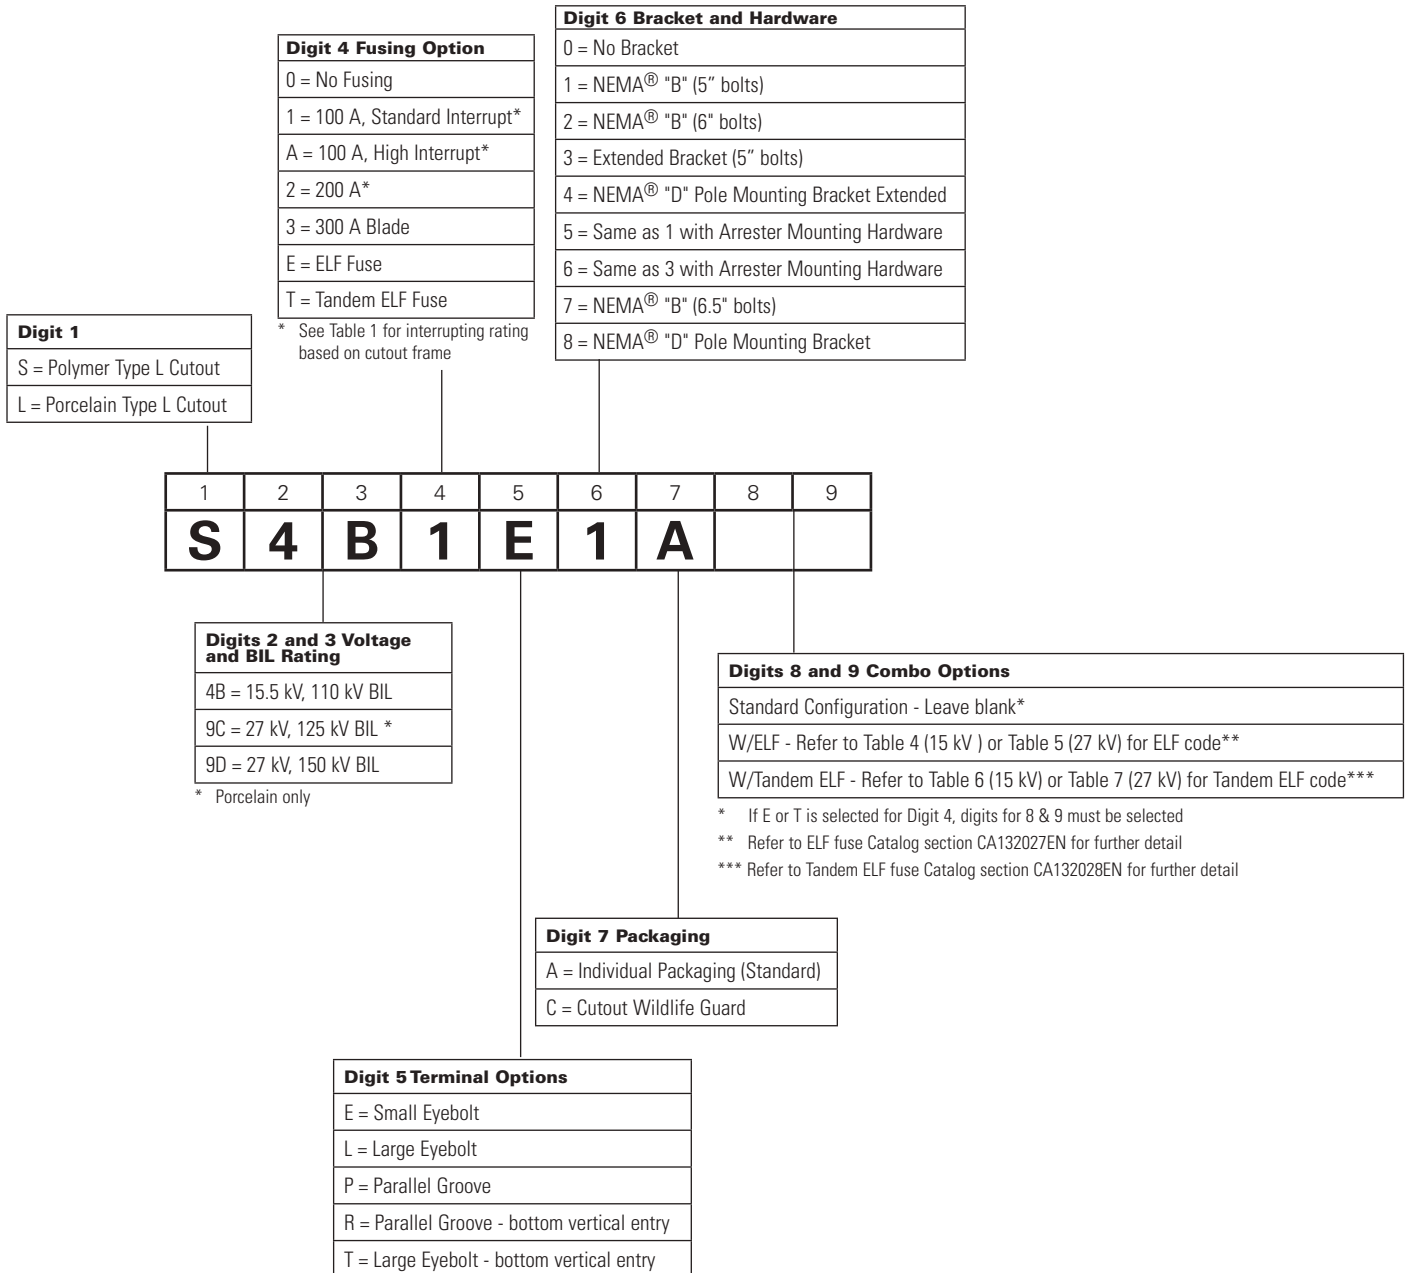 Digit 6 Bracket and Hardware
0 = No Bracket
1 = NEMA® "B" (5” bolts)
2 = NEMA® "B" (6" bolts)
3 = Extended Bracket (5” bolts)
4 = NEMA® "D" Pole Mounting Bracket Extended
5 = Same as 1 with Arrester Mounting Hardware
6 = Same as 3 with Arrester Mounting Hardware
7 = NEMA® "B" (6.5" bolts)
8 = NEMA® "D" Pole Mounting Bracket
Digit 4 Fusing Option
0 = No Fusing
1 = 100 A, Standard Interrupt*
A = 100 A, High Interrupt*
2 = 200 A*
3 = 300 A Blade
E = ELF Fuse
T = Tandem ELF Fuse
* See Table 1 for interrupting rating
based on cutout frame
Digit 1
S = Polymer Type L Cutout
L = Porcelain Type L Cutout
1 2 3 4 5 6 7 8 9
S 4 B 1 E 1 A
Digits 2 and 3 Voltage
and BIL Rating
4B = 15.5 kV, 110 kV BIL
9C = 27 kV, 125 kV BIL *
9D = 27 kV, 150 kV BIL
* Porcelain only
Digits 8 and 9 Combo Options
Standard Configuration - Leave blank*
W/ELF - Refer to Table 4 (15 kV ) or Table 5 (27 kV) for ELF code**
W/Tandem ELF - Refer to Table 6 (15 kV) or Table 7 (27 kV) for Tandem ELF code***
* If E or T is selected for Digit 4, digits for 8 & 9 must be selected
** Refer to ELF fuse Catalog section CA132027EN for further detail
*** Refer to Tandem ELF fuse Catalog section CA132028EN for further detail
Digit 7 Packaging
A = Individual Packaging (Standard)
C = Cutout Wildlife Guard
Digit 5 Terminal Options
E = Small Eyebolt
L = Large Eyebolt
P = Parallel Groove
R = Parallel Groove - bottom vertical entry
T = Large Eyebolt - bottom vertical entry